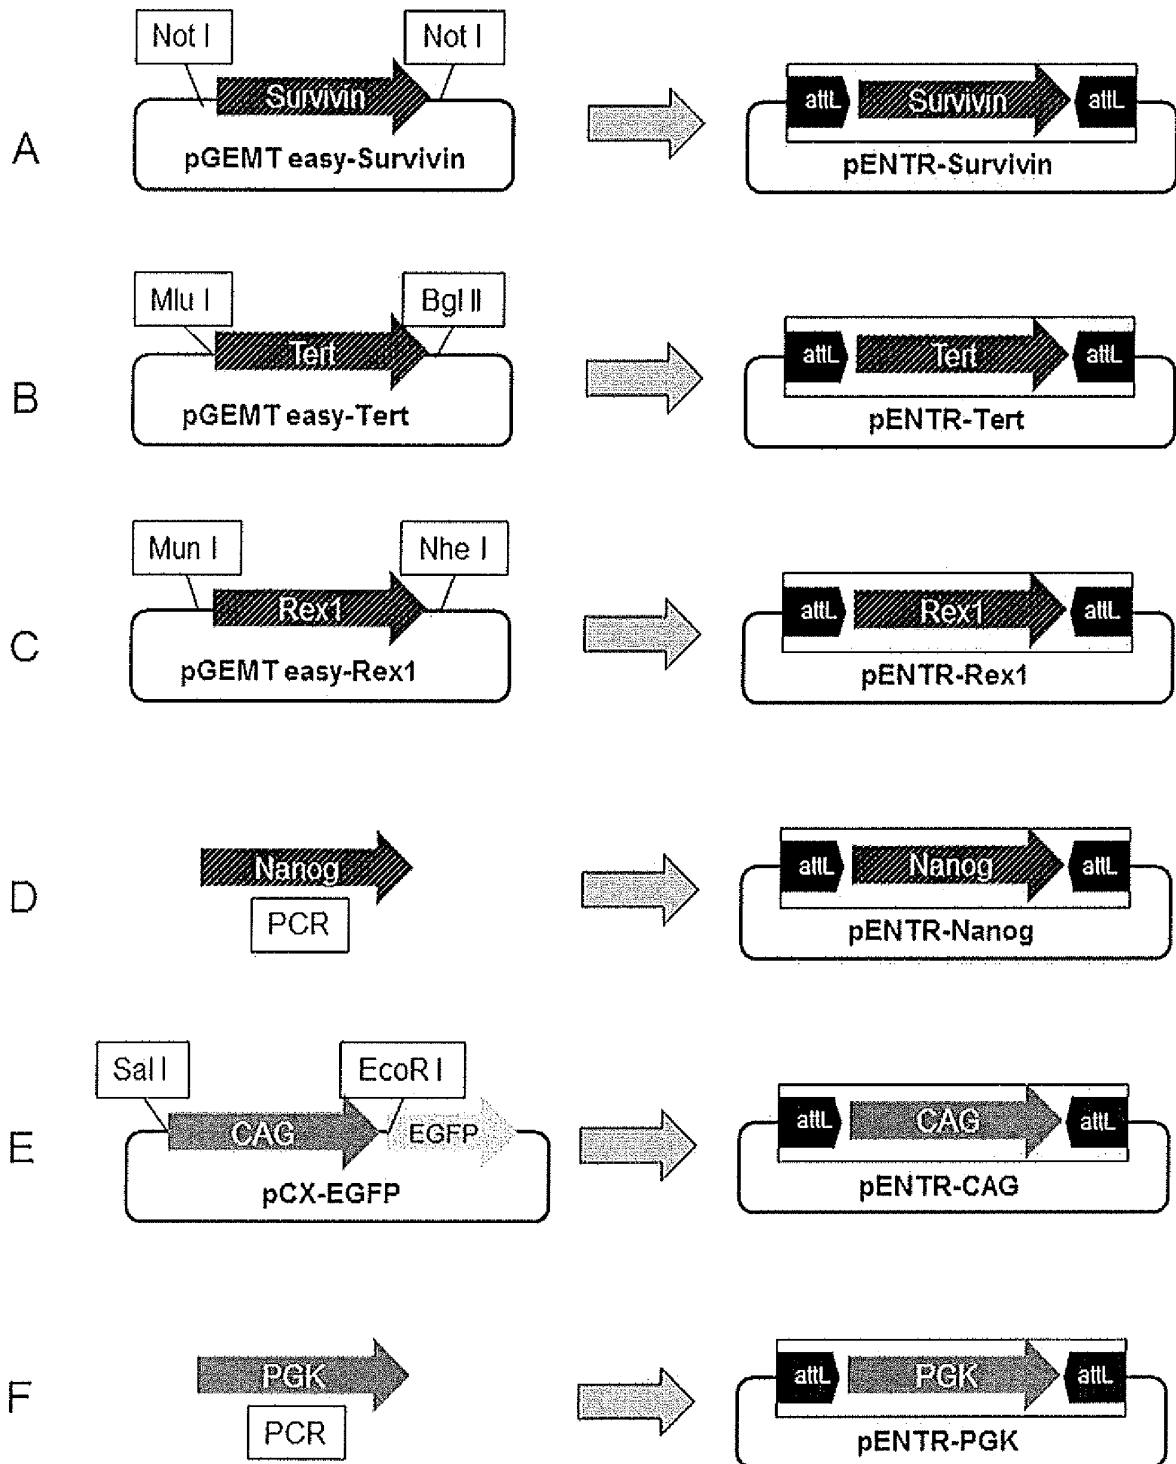 Not I
Not I
Survivin
pGEMT easy-Survivin
attL
Survivin
attL
pENTR-Survivin
A
Mlu I
Bgl II
Tert
pGEMT easy-Tert
attL
Tert
attL
pENTR-Tert
B
Mun I
Nhe I
Rex1
pGEMT easy-Rex1
attL
Rex1
attL
pENTR-Rex1
C
Nanog
PCR
attL
Nanog
attL
pENTR-Nanog
D
Sal I
EcoR I
CAG
EGFP
pCX-EGFP
attL
CAG
attL
pENTR-CAG
E
PGK
PCR
attL
PGK
attL
pENTR-PGK
F